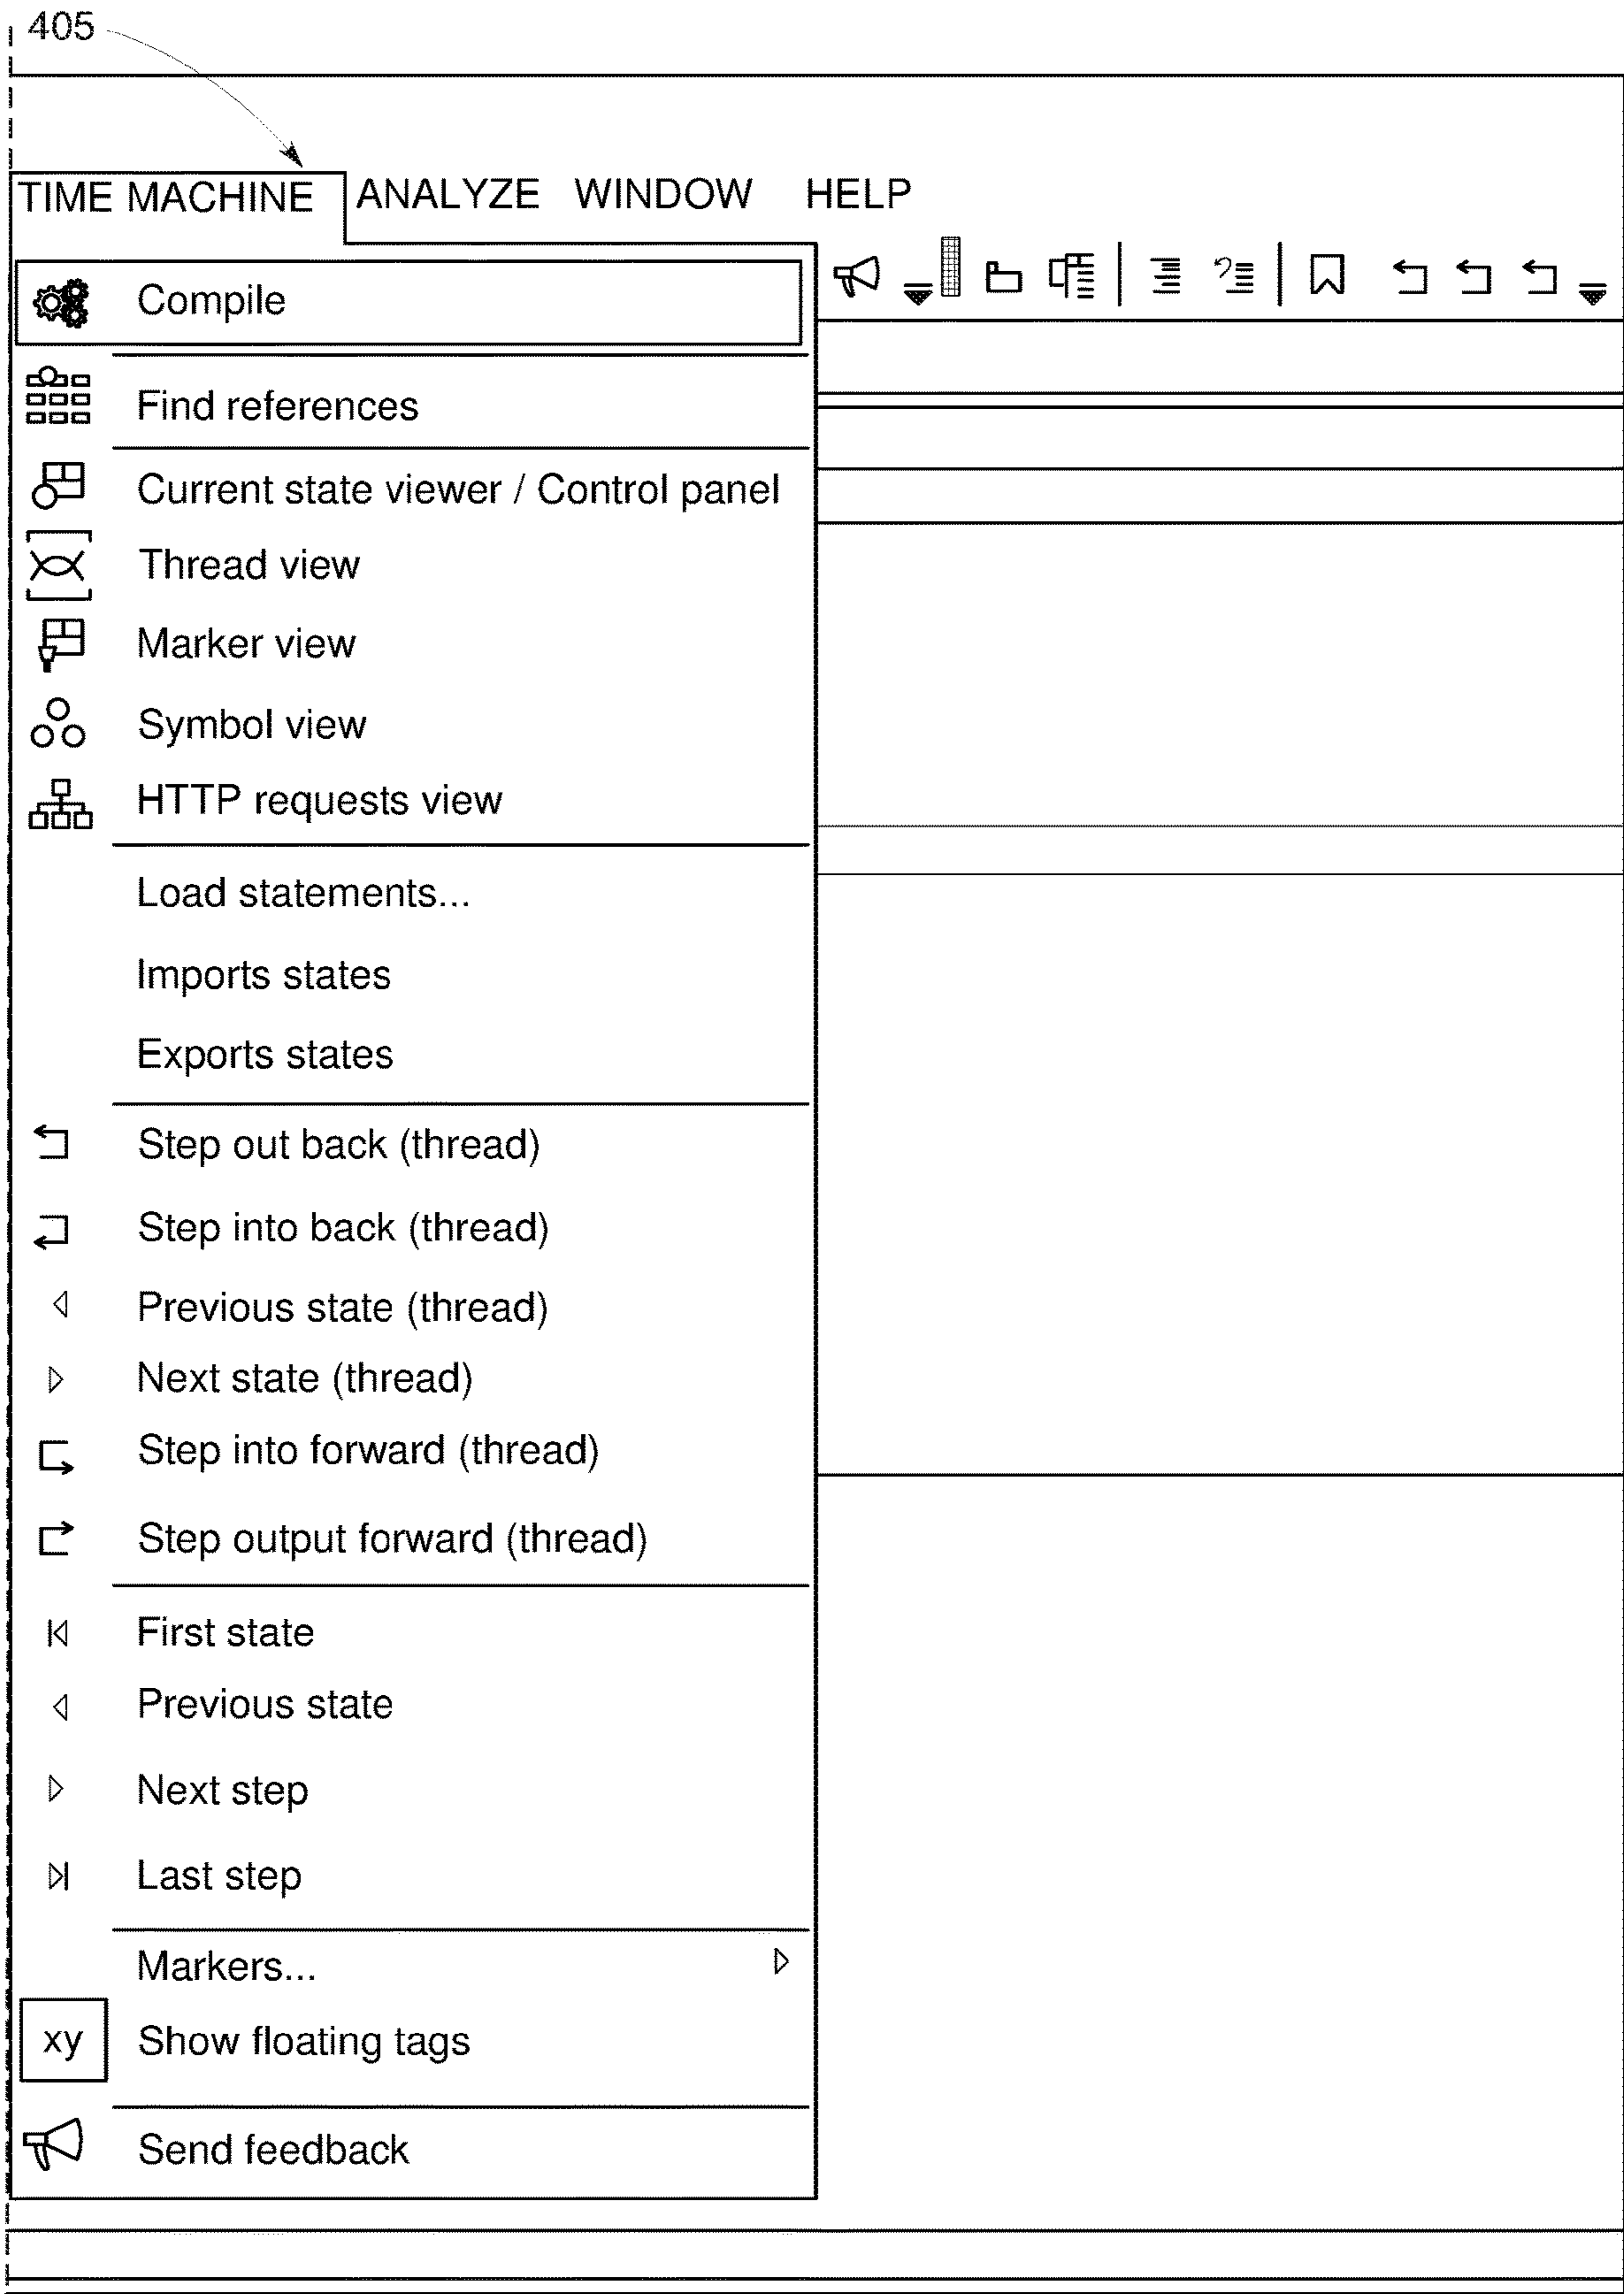 405
TIME MACHINE ANALYZE WINDOW HELP
Compile
Find references
Current state viewer / Control panel
Thread view
Marker view
Symbol view
HTTP requests view
Load statements...
Imports states
Exports states
Step out back (thread)
Step into back (thread)
Previous state (thread)
Next state (thread)
Step into forward (thread)
Step output forward (thread)
First state
Previous state
Next step
Last step
Markers...
xy Show floating tags
Send feedback